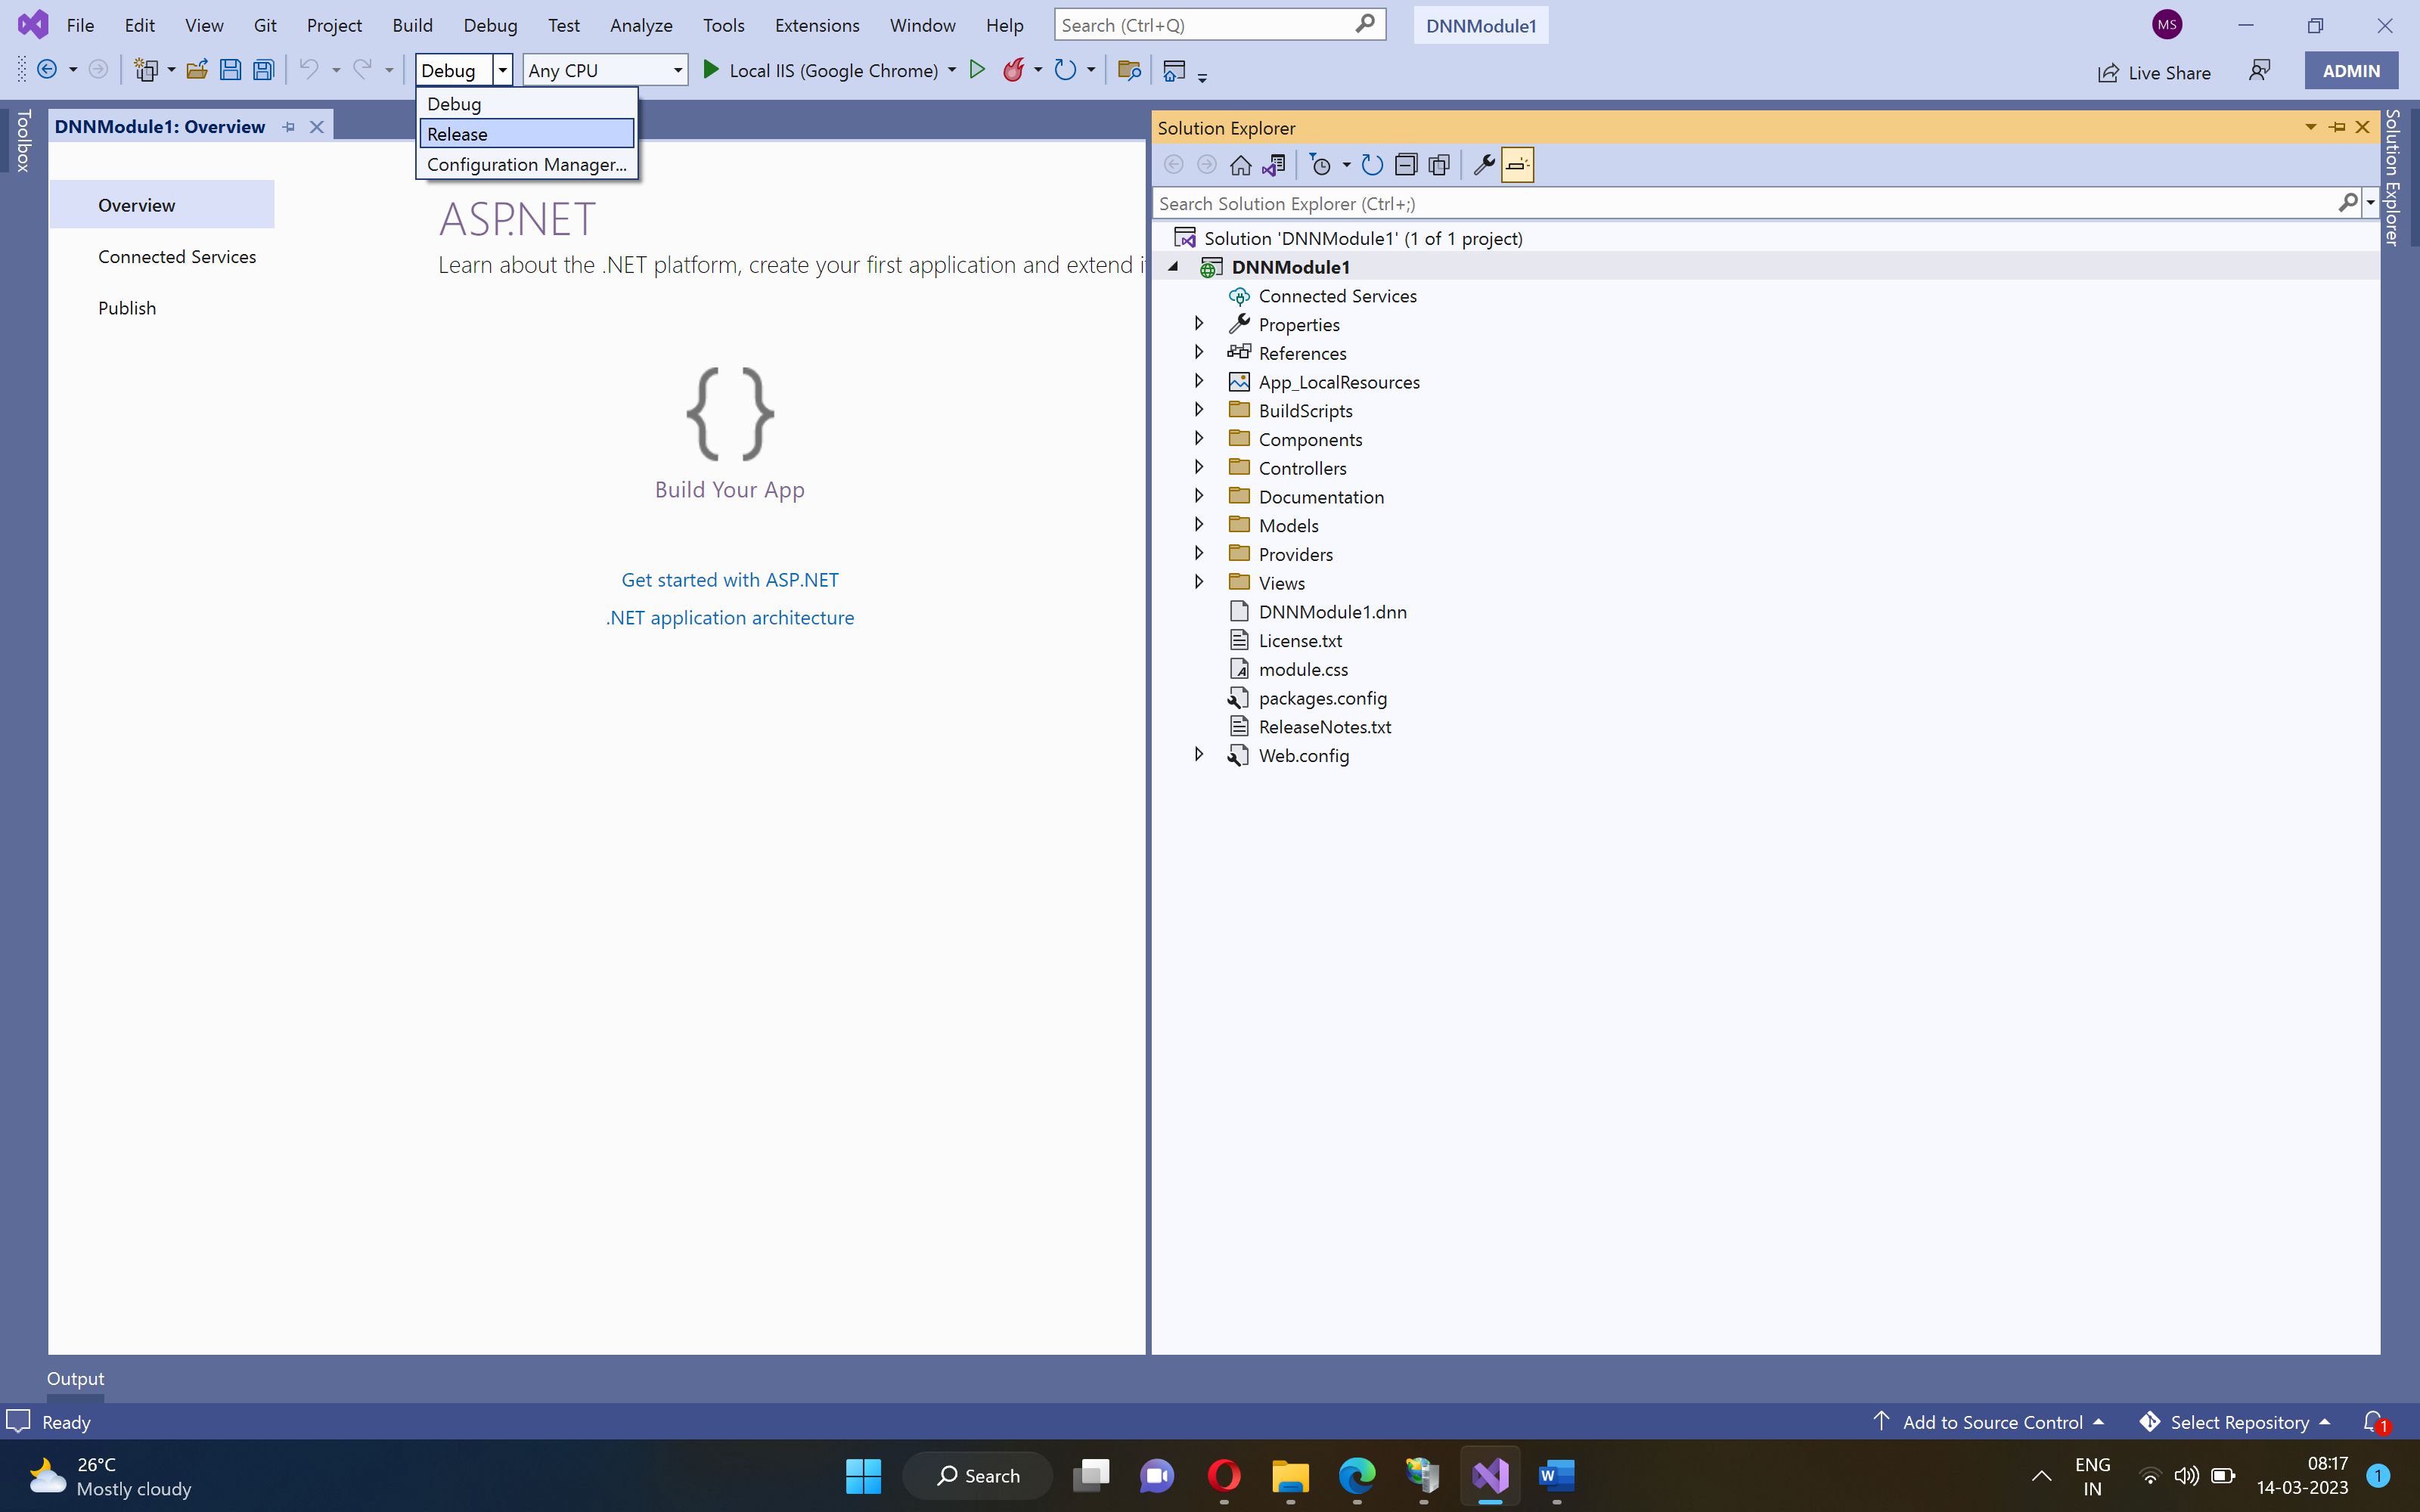 File Edit View Git Project Build Debug Test Analyze Tools Extensions Window Help Search (Ctrl+Q) DNNModule1 MS
Debug Any CPU Local IIS (Google Chrome) Live Share ADMIN
Debug
Release
Configuration Manager...
Toolbox
DNNModule1: Overview
Overview
Connected Services
Publish
ASP.NET
Learn about the .NET platform, create your first application and extend i
Build Your App
Get started with ASP.NET
.NET application architecture
Solution Explorer
Search Solution Explorer (Ctrl+;)
Solution 'DNNModule1' (1 of 1 project)
DNNModule1
Connected Services
Properties
References
App_LocalResources
BuildScripts
Components
Controllers
Documentation
Models
Providers
Views
DNNModule1.dnn
License.txt
module.css
packages.config
ReleaseNotes.txt
Web.config
Solution Explorer
Output
Ready
Add to Source Control Select Repository 1
26°C
Mostly cloudy
Search
ENG
IN
08:17
14-03-2023
1